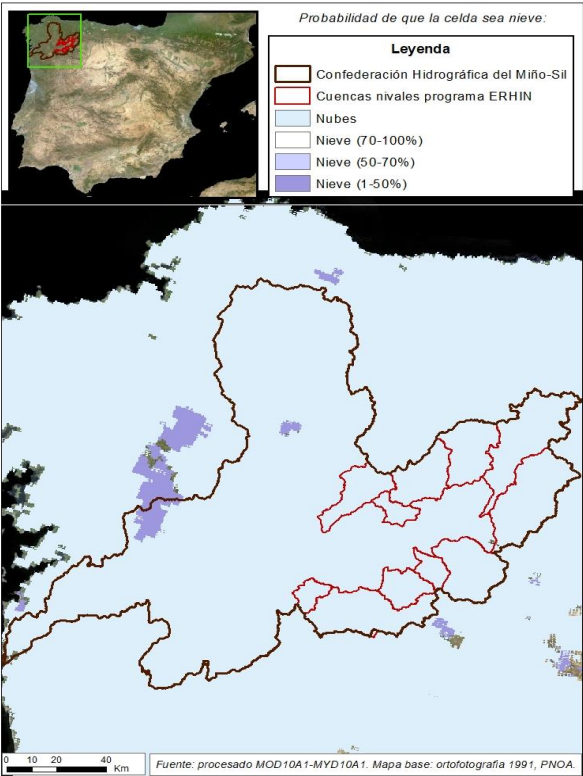 Probabilidad de que la celda sea nieve:
Leyenda
Confederación Hidrográfica del Miño-Sil
Cuencas nivales programa ERHIN
Nubes
Nieve (70-100%)
Nieve (50-70%)
Nieve (1-50%)
0 10 20 40
Km
Fuente: procesado MOD10A1-MYD10A1. Mapa base: ortofotografía 1991, PNOA.